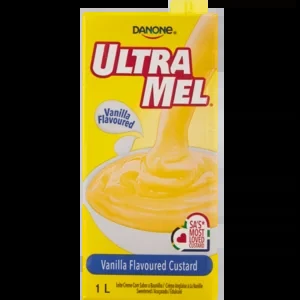 DANONE
ULTRA
MEL
Vanilla
Flavoured
SA'S*
MOST
LOVED
CUSTARD
Vanilla Flavoured Custard
1 L